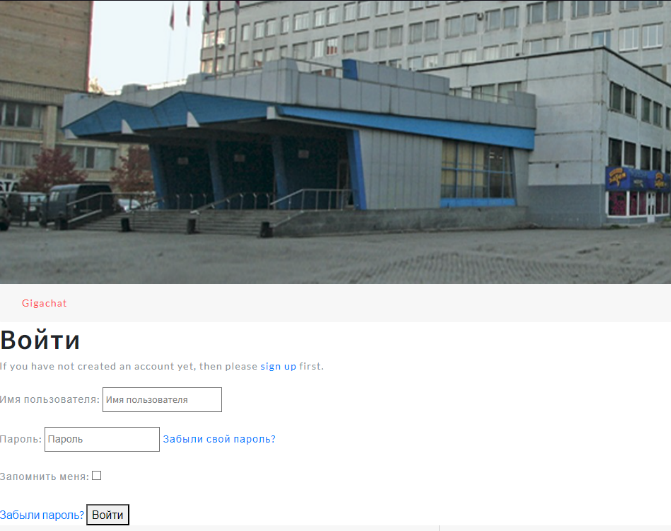 Gigachat
Войти
If you have not created an account yet, then please sign up first.
Имя пользователя: Имя пользователя
Пароль: Пароль Забыли свой пароль?
Запомнить меня:
Забыли пароль? Войти